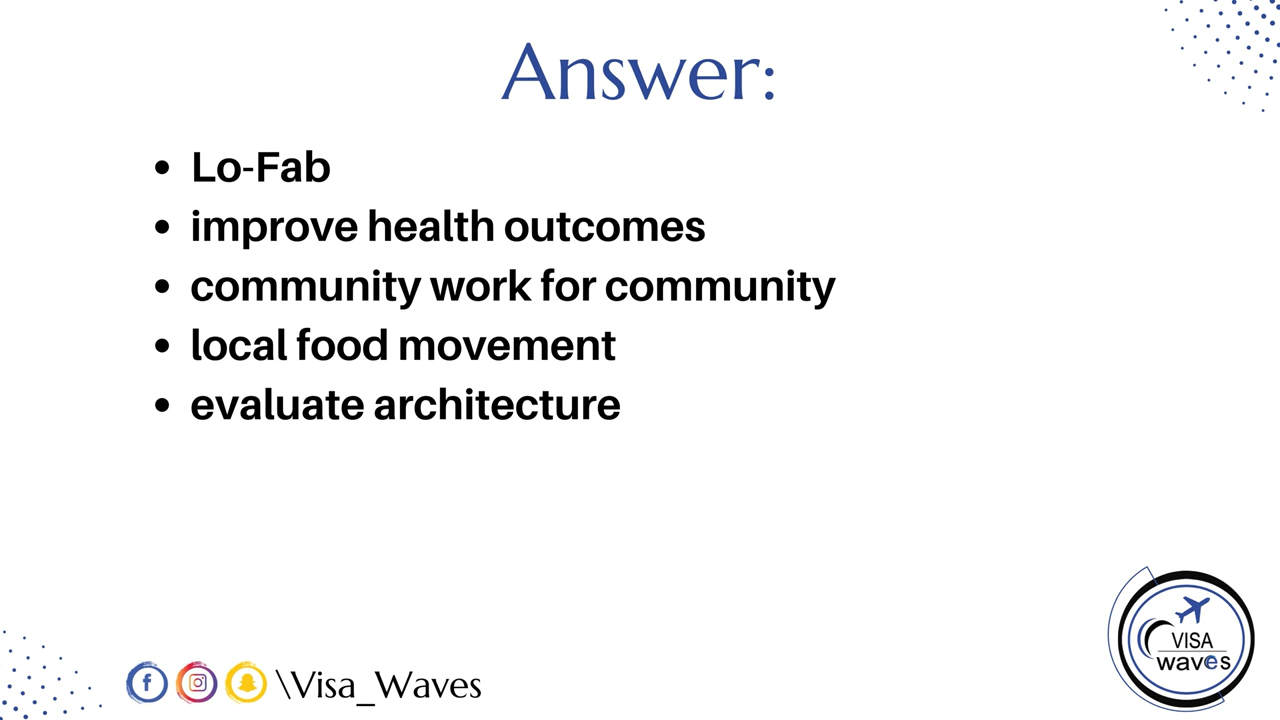 Answer:
• Lo-Fab
• improve health outcomes
• community work for community
• local food movement
• evaluate architecture
\Visa_Waves
VISA
waves